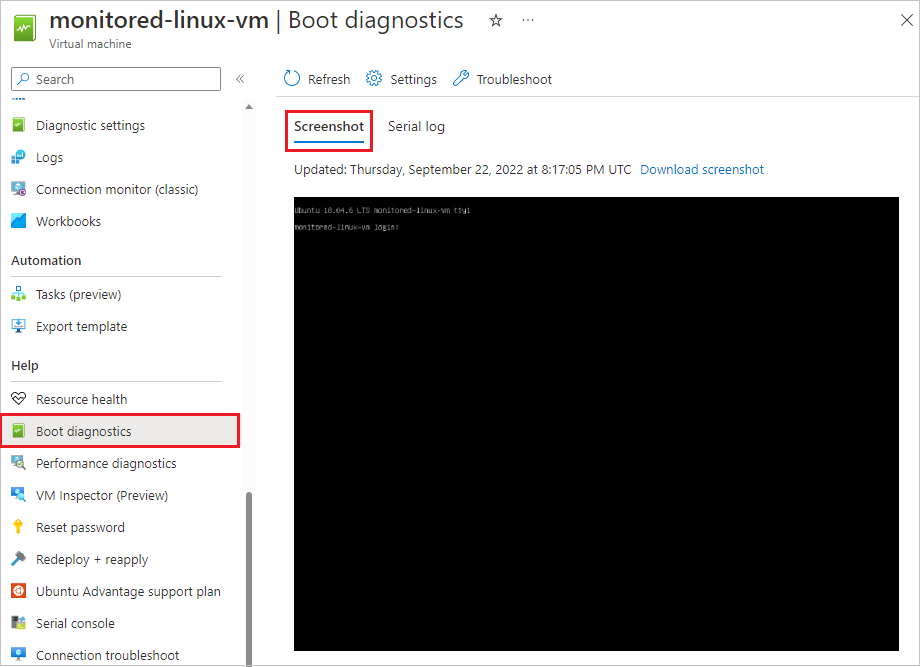 monitored-linux-vm | Boot diagnostics
Virtual machine
Search
Refresh Settings Troubleshoot
Diagnostic settings
Logs
Connection monitor (classic)
Workbooks
Automation
Tasks (preview)
Export template
Help
Resource health
Boot diagnostics
Performance diagnostics
VM Inspector (Preview)
Reset password
Redeploy + reapply
Ubuntu Advantage support plan
Serial console
Connection troubleshoot
Screenshot Serial log
Updated: Thursday, September 22, 2022 at 8:17:05 PM UTC Download screenshot
Ubuntu 18.04.6 LTS monitored-linux-vm tty1
monitored-linux-vm login: